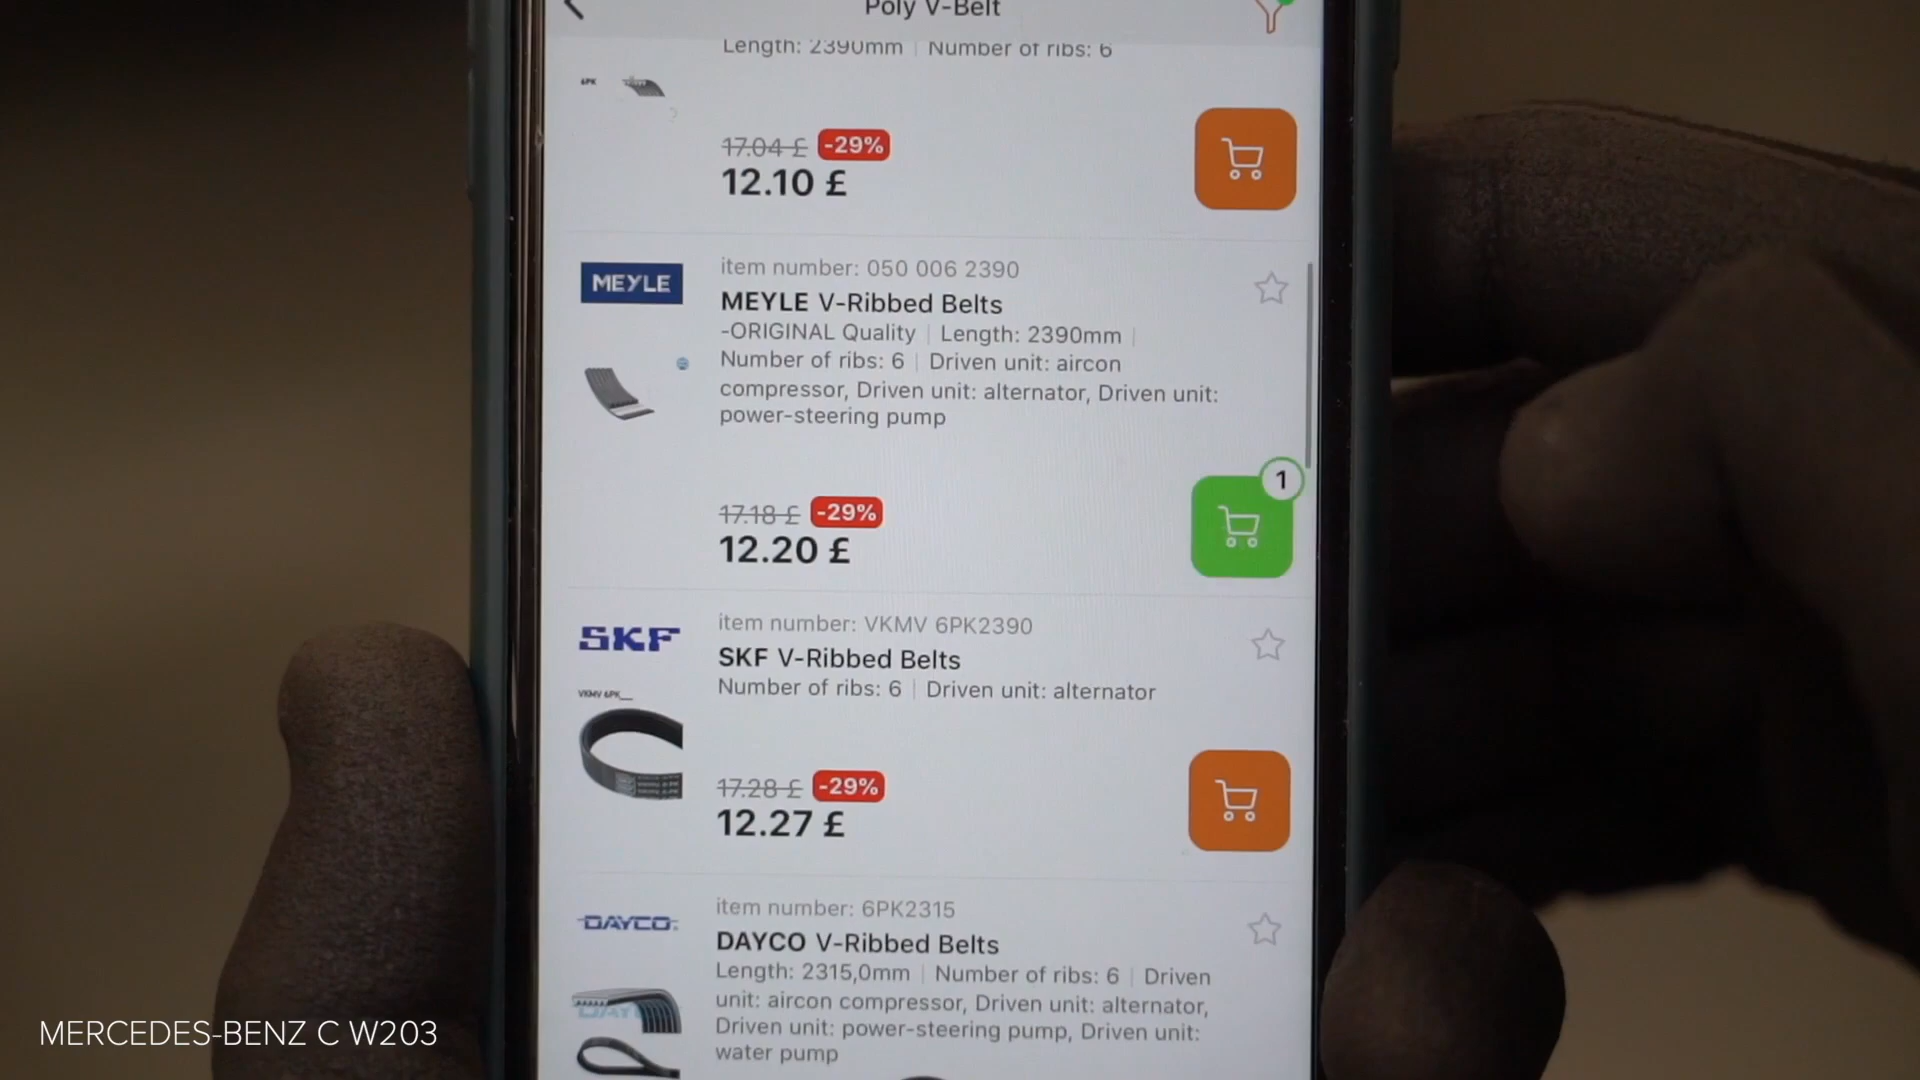 Poly V-Belt
Length: 2390mm | Number of ribs: 6
6PK
17.04 £ -29%
12.10 £
MEYLE
item number: 050 006 2390
MEYLE V-Ribbed Belts
-ORIGINAL Quality | Length: 2390mm |
Number of ribs: 6 | Driven unit: aircon
compressor, Driven unit: alternator, Driven unit:
power-steering pump
1
17.18 £ -29%
12.20 £
SKF
item number: VKMV 6PK2390
SKF V-Ribbed Belts
Number of ribs: 6 | Driven unit: alternator
VKMV 6PK__
17.28 £ -29%
12.27 £
DAYCO
item number: 6PK2315
DAYCO V-Ribbed Belts
Length: 2315,0mm | Number of ribs: 6 | Driven
unit: aircon compressor, Driven unit: alternator,
Driven unit: power-steering pump, Driven unit:
water pump
MERCEDES-BENZ C W203